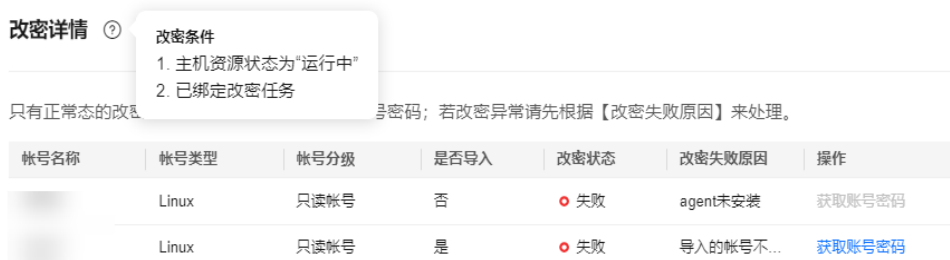 改密详情 ?
改密条件
1. 主机资源状态为“运行中”
2. 已绑定改密任务
只有正常态的改密 号密码；若改密异常请先根据【改密失败原因】来处理。
帐号名称 帐号类型 帐号分级 是否导入 改密状态 改密失败原因 操作
Linux 只读帐号 否 失败 agent未安装 获取账号密码
Linux 只读帐号 是 失败 导入的帐号不... 获取账号密码